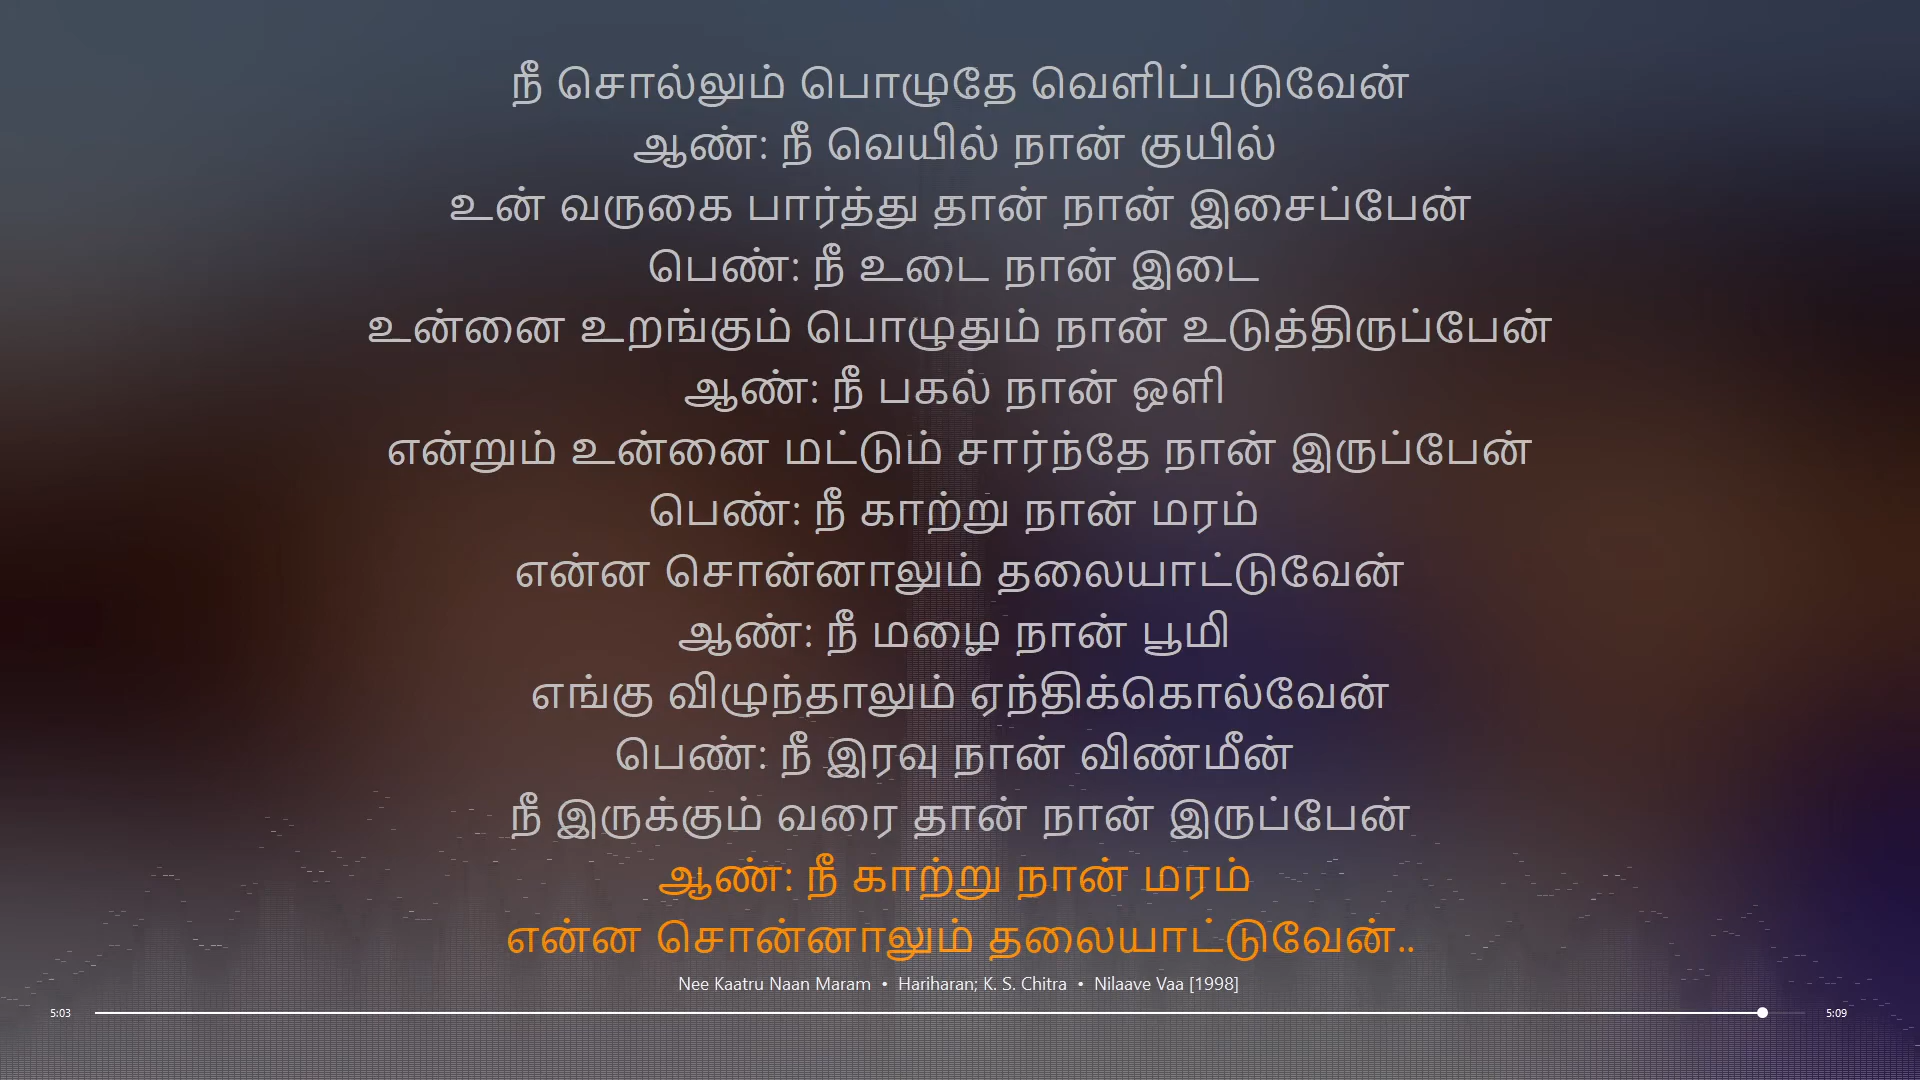 நீ சொல்லும் பொழுதே வெளிப்படுவேன்
ஆண்: நீ வெயில் நான் குயில்
உன் வருகை பார்த்து தான் நான் இசைப்பேன்
பெண்: நீ உடை நான் இடை
உன்னை உறங்கும் பொழுதும் நான் உடுத்திருப்பேன்
ஆண்: நீ பகல் நான் ஒளி
என்றும் உன்னை மட்டும் சார்ந்தே நான் இருப்பேன்
பெண்: நீ காற்று நான் மரம்
என்ன சொன்னாலும் தலையாட்டுவேன்
ஆண்: நீ மழை நான் பூமி
எங்கு விழுந்தாலும் ஏந்திக்கொல்வேன்
பெண்: நீ இரவு நான் விண்மீன்
நீ இருக்கும் வரை தான் நான் இருப்பேன்
ஆண்: நீ காற்று நான் மரம்
என்ன சொன்னாலும் தலையாட்டுவேன்..
Nee Kaatru Naan Maram • Hariharan; K. S. Chitra • Nilaave Vaa [1998]
5:03 5:09